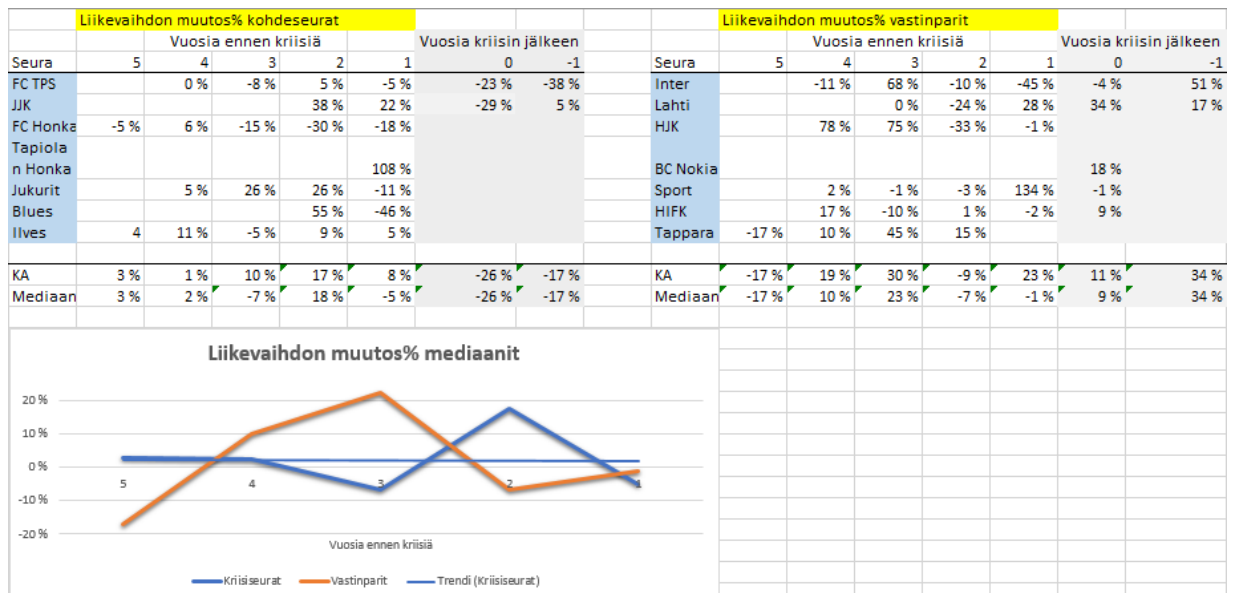 Liikevaihdon muutos% kohdeseurat Liikevaihdon muutos% vastinparit
Vuosia ennen kriisiä Vuosia kriisin jälkeen Vuosia ennen kriisiä Vuosia kriisin jälkeen
Seura 5 4 3 2 1 0 -1 Seura 5 4 3 2 1 0 -1
FC TPS 0 % -8 % 5 % -5 % -23 % -38 % Inter -11 % 68 % -10 % -45 % -4 % 51 %
JJK 38 % 22 % -29 % 5 % Lahti 0 % -24 % 28 % 34 % 17 %
FC Honka -5 % 6 % -15 % -30 % -18 % HJK 78 % 75 % -33 % -1 %
Tapiola
n Honka 108 % BC Nokia 18 %
Jukurit 5 % 26 % 26 % -11 % Sport 2 % -1 % -3 % 134 % -1 %
Blues 55 % -46 % HIFK 17 % -10 % 1 % -2 % 9 %
Ilves 4 11 % -5 % 9 % 5 % Tappara -17 % 10 % 45 % 15 %
KA 3 % 1 % 10 % 17 % 8 % -26 % -17 % KA -17 % 19 % 30 % -9 % 23 % 11 % 34 %
Mediaan 3 % 2 % -7 % 18 % -5 % -26 % -17 % Mediaan -17 % 10 % 23 % -7 % -1 % 9 % 34 %
Liikevaihdon muutos% mediaanit
20 %
10 %
0 %
5 4 3 2 1
-10 %
-20 %
Vuosia ennen kriisiä
Kriisiseurat Vastinparit Trendi (Kriisiseurat)